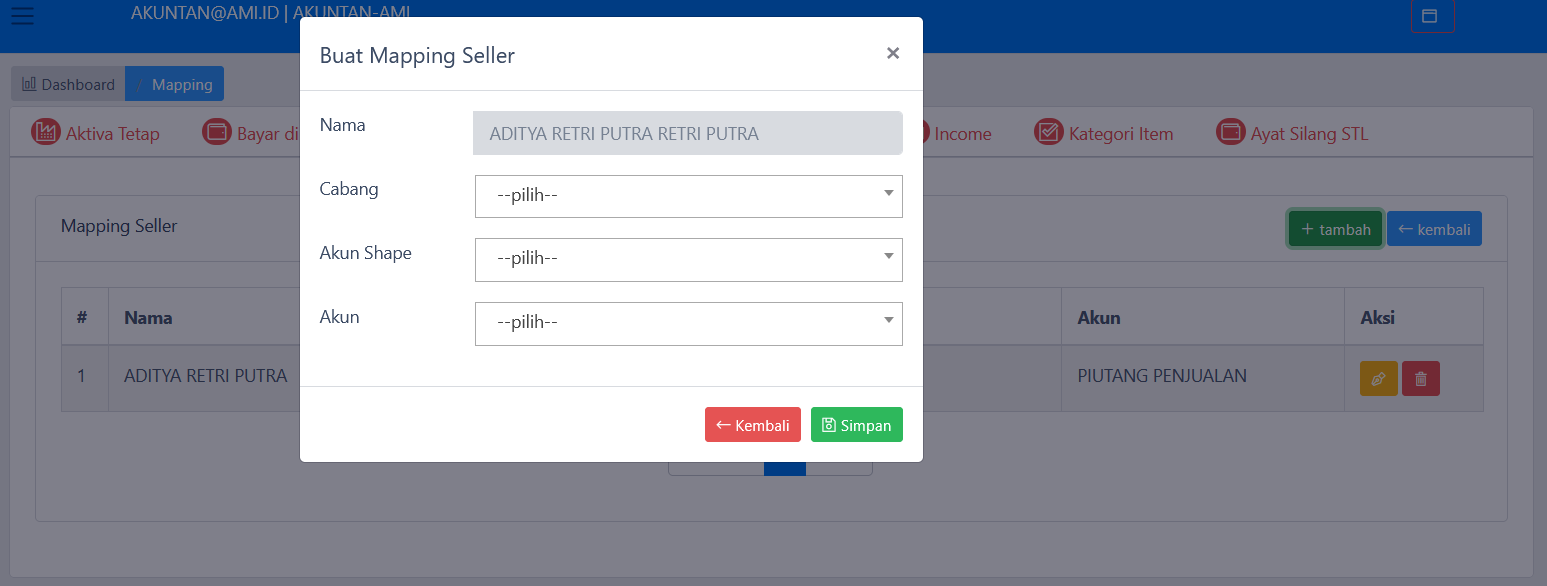 AKUNTAN@AMI.ID | AKUNTAN-AMI
Buat Mapping Seller
×
Dashboard / Mapping
Nama
ADITYA RETRI PUTRA RETRI PUTRA
Aktiva Tetap
Bayar di
Income
Kategori Item
Ayat Silang STL
Cabang
--pilih--
Mapping Seller
+ tambah
← kembali
Akun Shape
--pilih--
Akun
--pilih--
# Nama Akun Aksi
1 ADITYA RETRI PUTRA PIUTANG PENJUALAN
← Kembali
Simpan